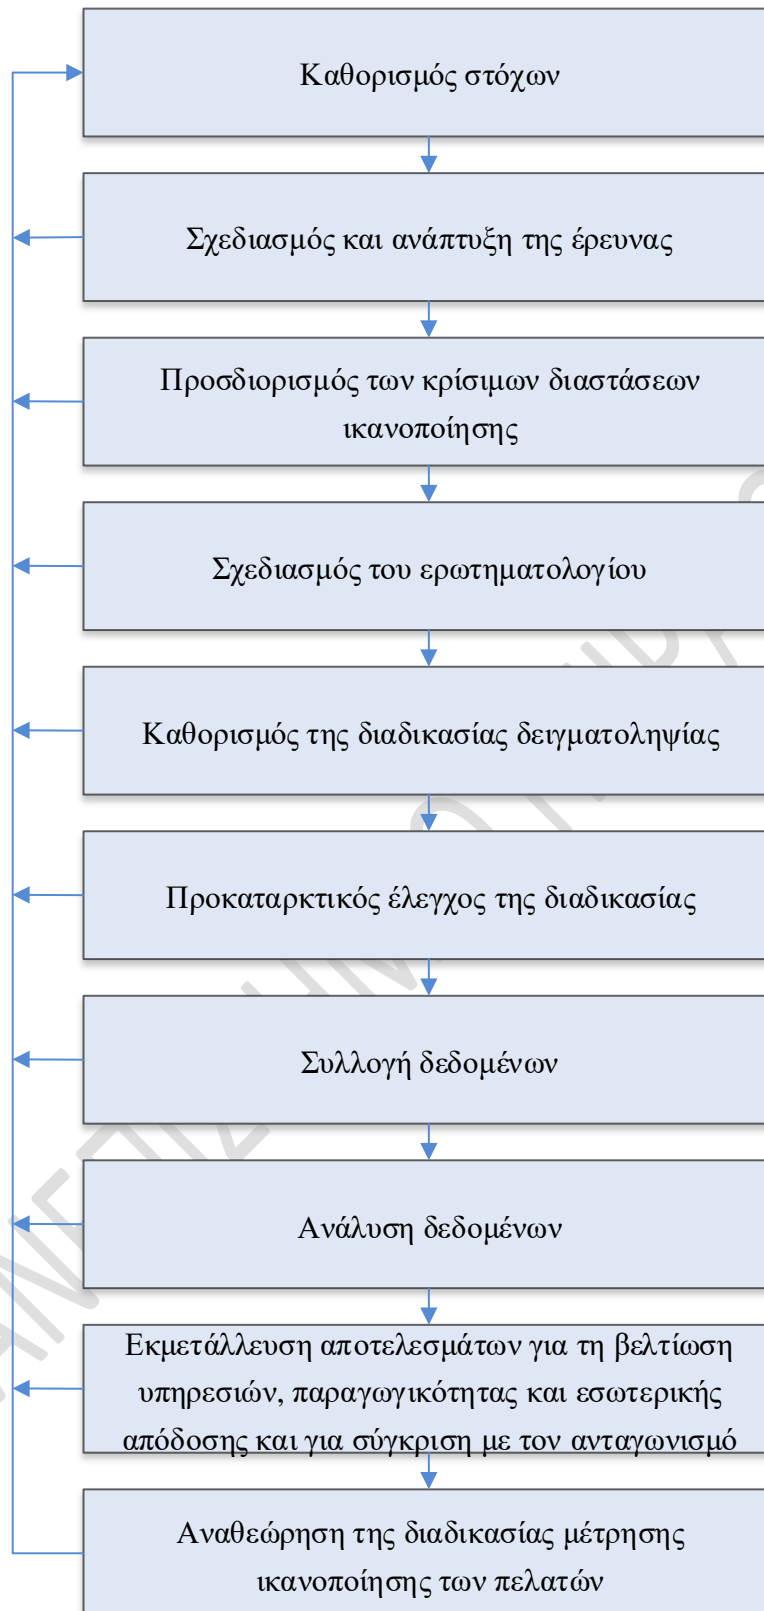 Καθορισμός στόχων
Σχεδιασμός και ανάπτυξη της έρευνας
Προσδιορισμός των κρίσιμων διαστάσεων
ικανοποίησης
Σχεδιασμός του ερωτηματολογίου
Καθορισμός της διαδικασίας δειγματοληψίας
Προκαταρκτικός έλεγχος της διαδικασίας
Συλλογή δεδομένων
Ανάλυση δεδομένων
Εκμετάλλευση αποτελεσμάτων για τη βελτίωση
υπηρεσιών, παραγωγικότητας και εσωτερικής
απόδοσης και για σύγκριση με τον ανταγωνισμό
Αναθεώρηση της διαδικασίας μέτρησης
ικανοποίησης των πελατών